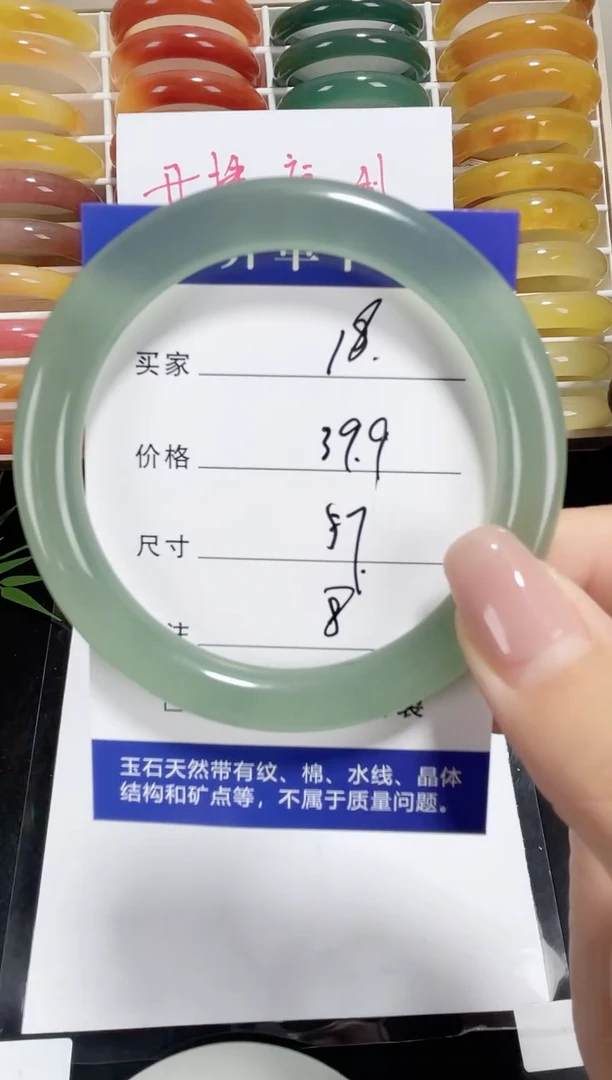 买家 18.
价格 39.9
尺寸 57.
8
玉石天然带有纹、棉、水线、晶体
结构和矿点等，不属于质量问题。